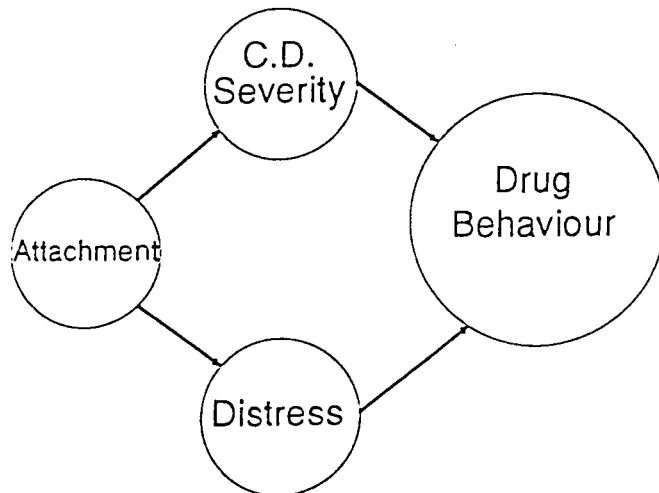 C.D.
Severity
Attachment
Drug
Behaviour
Distress